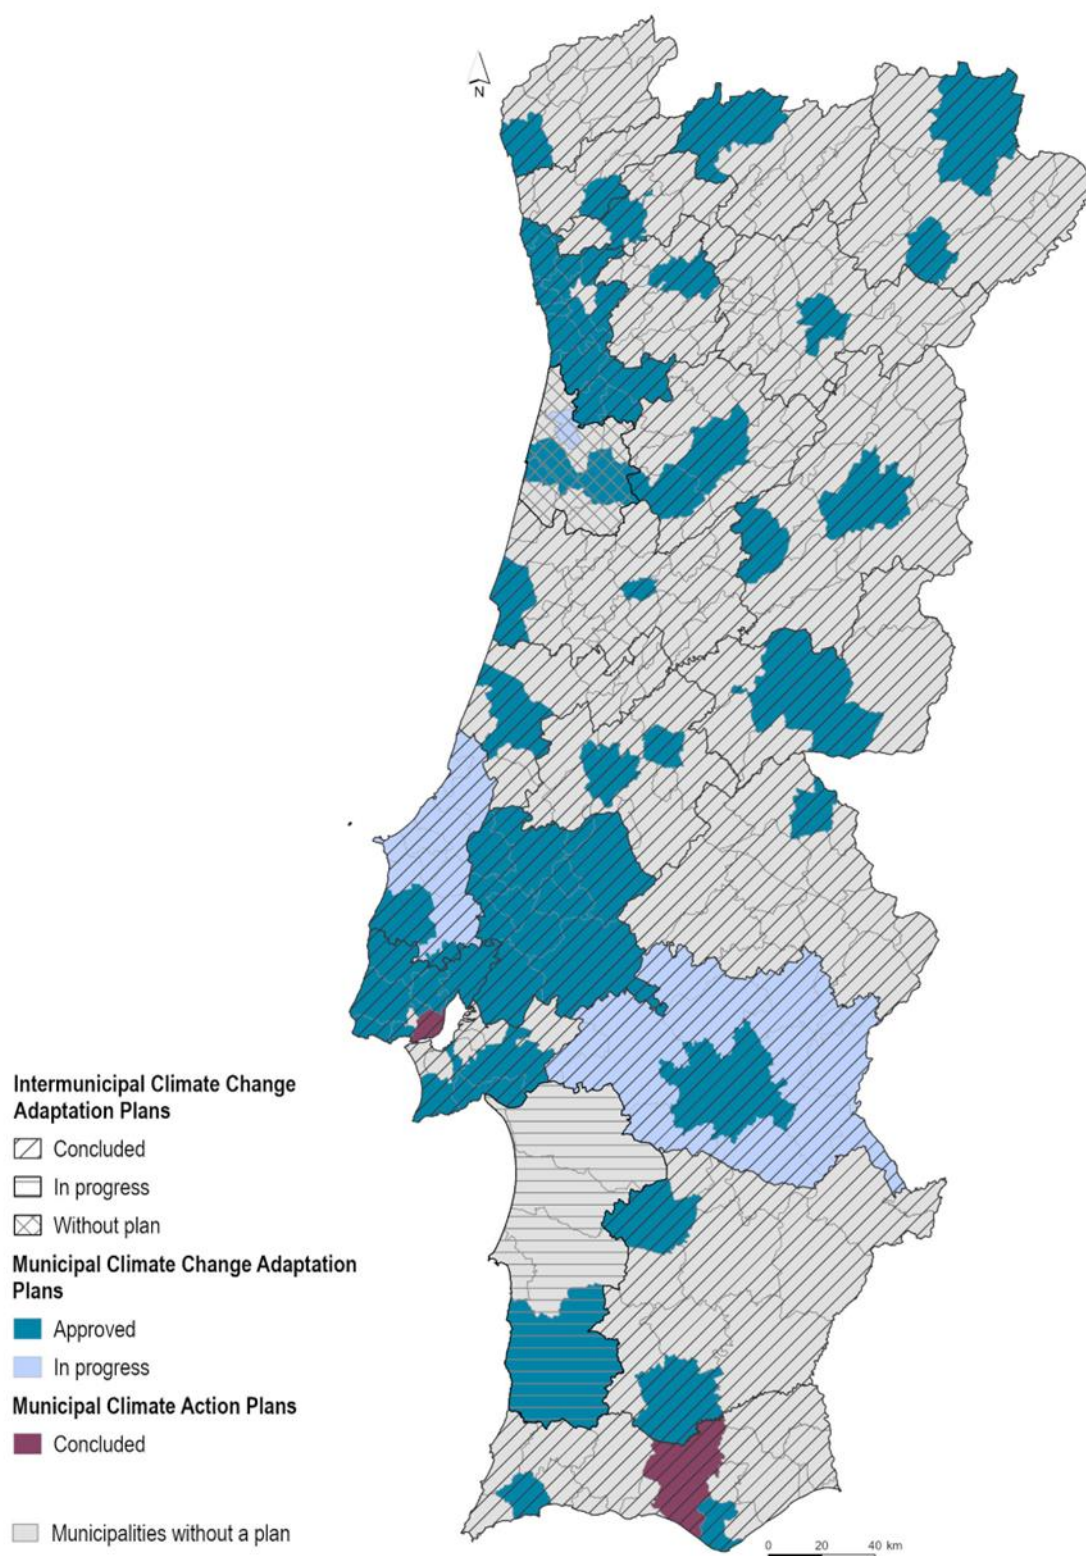 N
Intermunicipal Climate Change
Adaptation Plans
Concluded
In progress
Without plan
Municipal Climate Change Adaptation
Plans
Approved
In progress
Municipal Climate Action Plans
Concluded
Municipalities without a plan
0 20 40 km